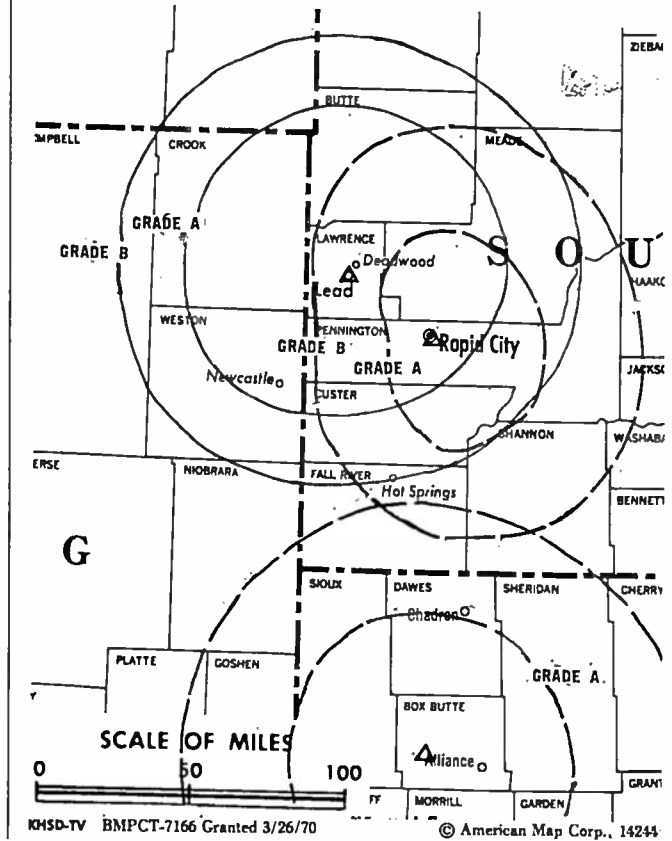 ZIEBA
BUTTE
MPBELL
CROOK
MEADE
GRADE A
GRADE B
LAWRENCE
Deadwood
S O U
HAAKO
Lead
WESTON
PENNINGTON
GRADE B
Rapid City
GRADE A
Newcastle
JACKSO
CUSTER
SHANNON
WASHABA
ERSE
NIOBRARA
FALL RIVER
Hot Springs
BENNETT
G
SIOUX
DAWES
SHERIDAN
CHERRY
Chadron
PLATTE
GOSHEN
GRADE A
Y
BOX BUTTE
SCALE OF MILES
Alliance
0 50 100
GRANT
FF
MORRILL
GARDEN
KHSD-TV BMPCT-7166 Granted 3/26/70
© American Map Corp., 14244